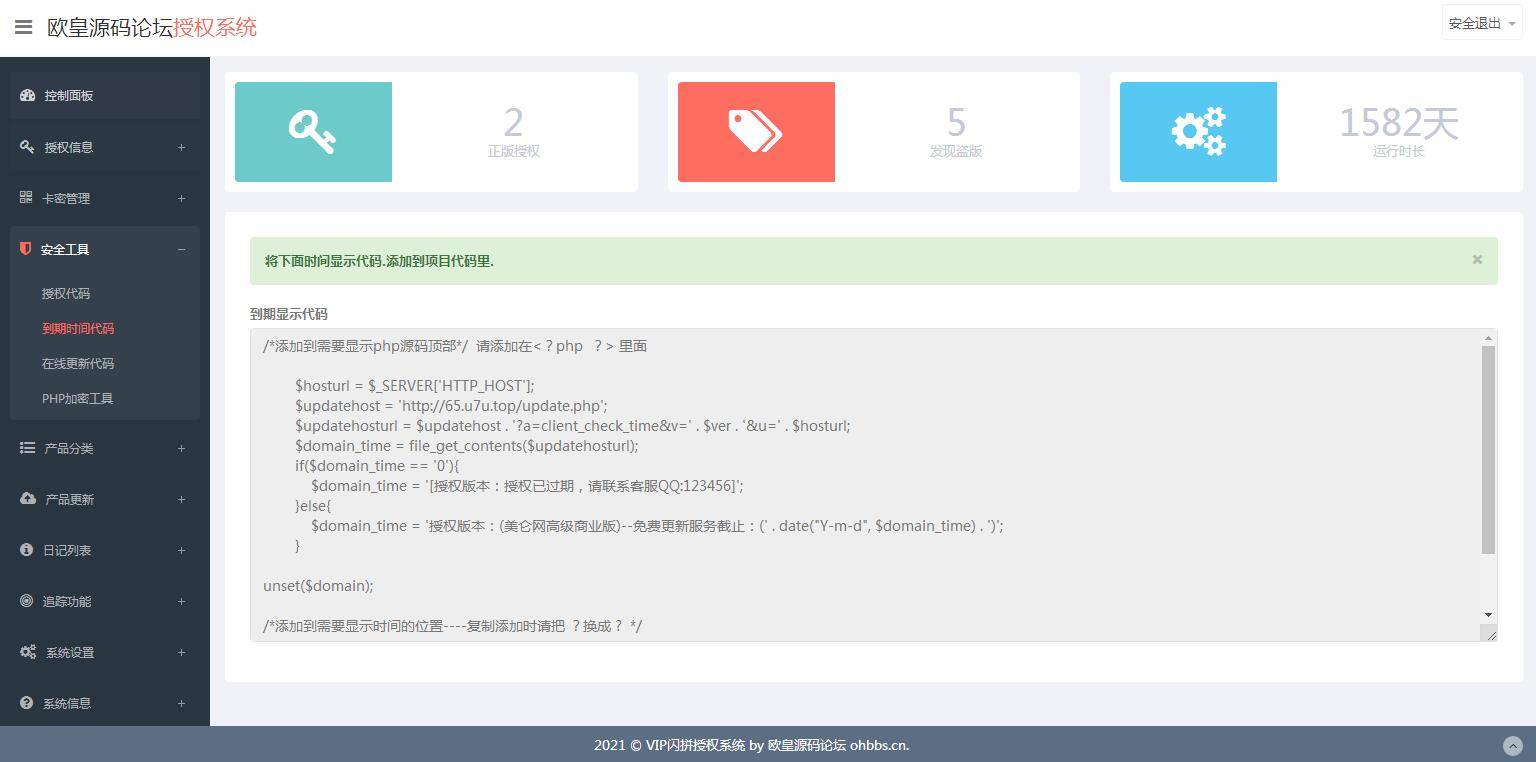 欧皇源码论坛授权系统
安全退出
控制面板
授权信息 +
卡密管理 +
安全工具 −
授权代码
到期时间代码
在线更新代码
PHP加密工具
产品分类 +
产品更新 +
日记列表 +
追踪功能 +
系统设置 +
系统信息 +
2
正版授权
5
发现盗版
1582天
运行时长
将下面时间显示代码.添加到项目代码里. ×
到期显示代码
/*添加到需要显示php源码顶部*/ 请添加在<？php ？> 里面
$hosturl = $_SERVER['HTTP_HOST'];
$updatehost = 'http://65.u7u.top/update.php';
$updatehosturl = $updatehost . '?a=client_check_time&v=' . $ver . '&u=' . $hosturl;
$domain_time = file_get_contents($updatehosturl);
if($domain_time == '0'){
$domain_time = '[授权版本：授权已过期，请联系客服QQ:123456]';
}else{
$domain_time = '授权版本：(美仑网高级商业版)--免费更新服务截止：(' . date("Y-m-d", $domain_time) . ')';
}
unset($domain);
/*添加到需要显示时间的位置----复制添加时请把 ？换成？ */
2021 © VIP闪拼授权系统 by 欧皇源码论坛 ohbbs.cn.